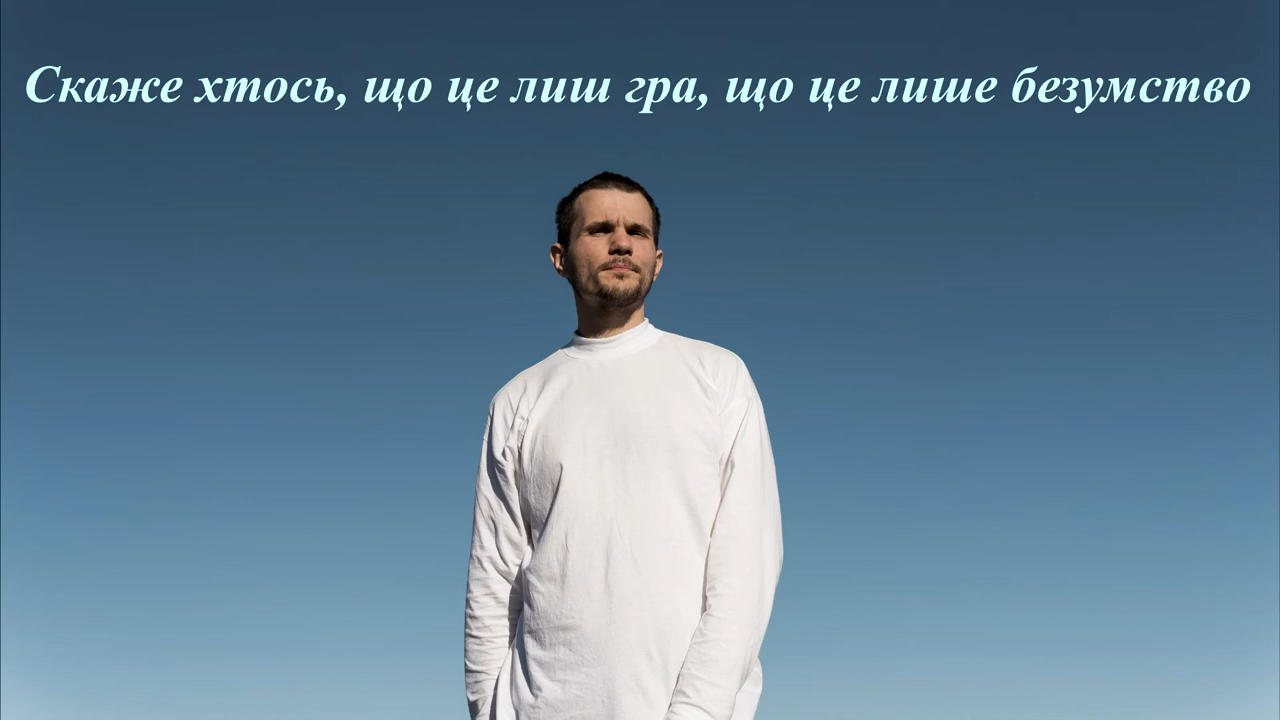 Скаже хтось, що це лиш гра, що це лише безумство